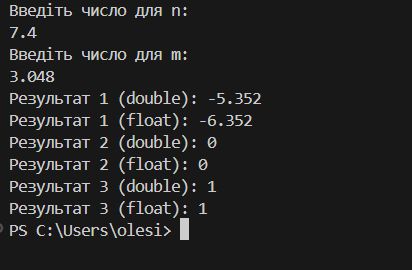 Введіть число для n:
7.4
Введіть число для m:
3.048
Результат 1 (double): -5.352
Результат 1 (float): -6.352
Результат 2 (double): 0
Результат 2 (float): 0
Результат 3 (double): 1
Результат 3 (float): 1
PS C:\Users\olesi>